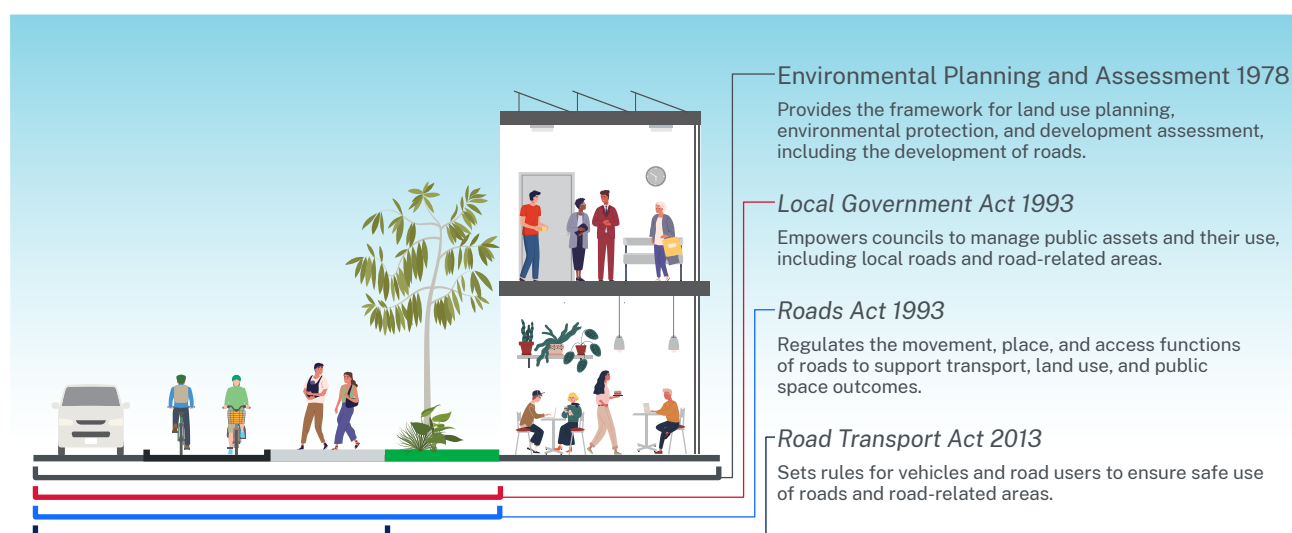 Environmental Planning and Assessment 1978
Provides the framework for land use planning,
environmental protection, and development assessment,
including the development of roads.
Local Government Act 1993
Empowers councils to manage public assets and their use,
including local roads and road-related areas.
Roads Act 1993
Regulates the movement, place, and access functions
of roads to support transport, land use, and public
space outcomes.
Road Transport Act 2013
Sets rules for vehicles and road users to ensure safe use
of roads and road-related areas.